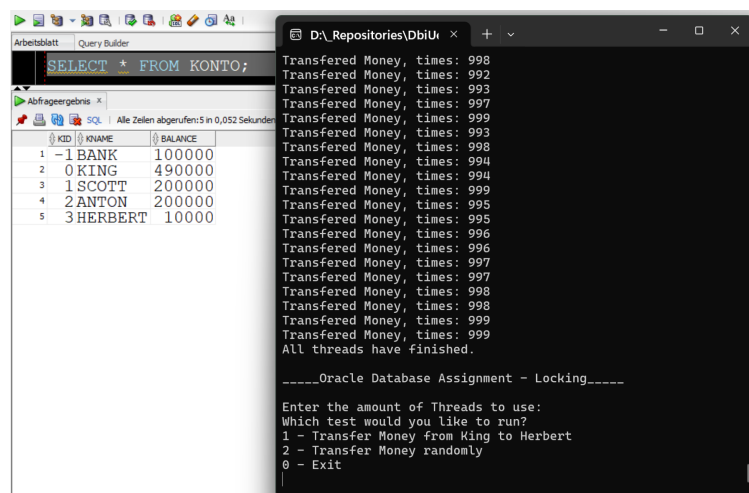 Arbeitsblatt Query Builder
SELECT * FROM KONTO;
Abfrageergebnis ×
SQL | Alle Zeilen abgerufen: 5 in 0,052 Sekunden
KID KNAME BALANCE
1 -1 BANK 100000
2 0 KING 490000
3 1 SCOTT 200000
4 2 ANTON 200000
5 3 HERBERT 10000
D:\_Repositories\DbiUe
Transfered Money, times: 998
Transfered Money, times: 992
Transfered Money, times: 993
Transfered Money, times: 997
Transfered Money, times: 999
Transfered Money, times: 993
Transfered Money, times: 998
Transfered Money, times: 994
Transfered Money, times: 994
Transfered Money, times: 999
Transfered Money, times: 995
Transfered Money, times: 995
Transfered Money, times: 996
Transfered Money, times: 996
Transfered Money, times: 997
Transfered Money, times: 997
Transfered Money, times: 998
Transfered Money, times: 998
Transfered Money, times: 999
Transfered Money, times: 999
All threads have finished.
_____Oracle Database Assignment - Locking_____
Enter the amount of Threads to use:
Which test would you like to run?
1 - Transfer Money from King to Herbert
2 - Transfer Money randomly
0 - Exit